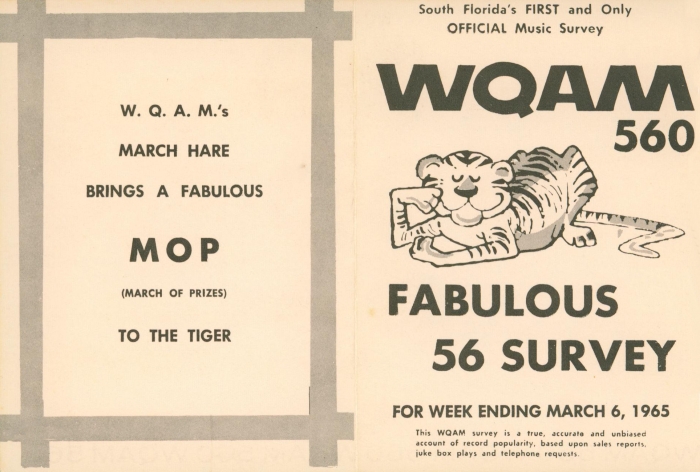 W. Q. A. M.'s
MARCH HARE
BRINGS A FABULOUS
MOP
(MARCH OF PRIZES)
TO THE TIGER
South Florida's FIRST and Only
OFFICIAL Music Survey
WQAM
560
FABULOUS
56 SURVEY
FOR WEEK ENDING MARCH 6, 1965
This WQAM survey is a true, accurate and unbiased
account of record popularity, based upon sales reports,
juke box plays and telephone requests.